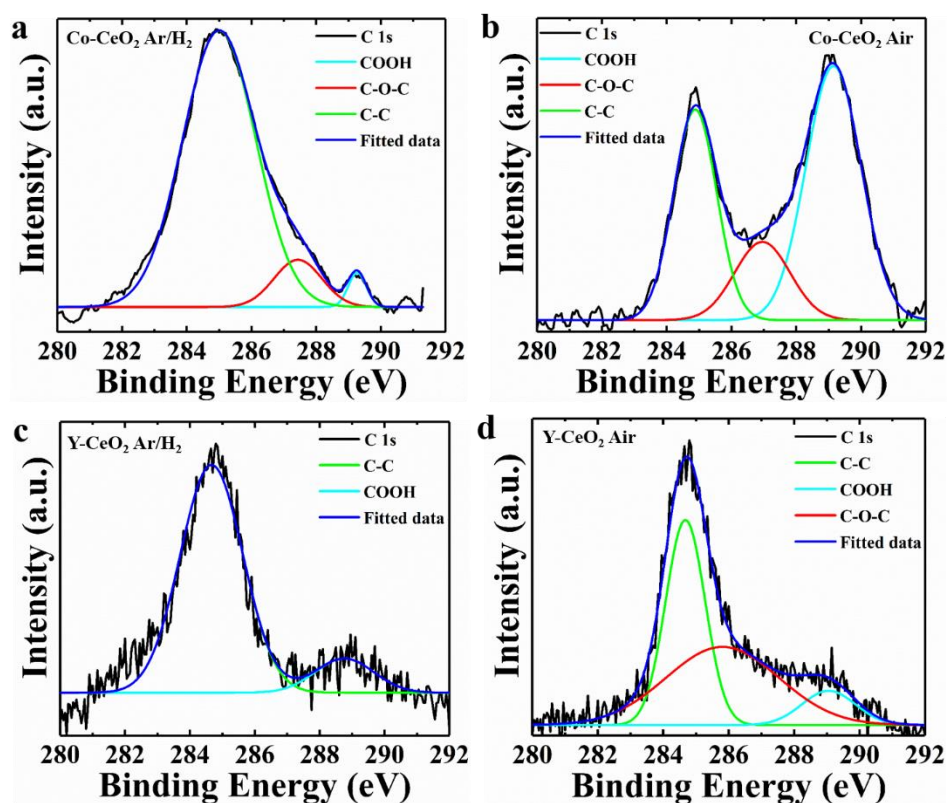 a
Co-CeO₂ Ar/H₂
C 1s
COOH
C-O-C
C-C
Fitted data
Intensity (a.u.)
280 282 284 286 288 290 292
Binding Energy (eV)
b
Co-CeO₂ Air
C 1s
COOH
C-O-C
C-C
Fitted data
Intensity (a.u.)
280 282 284 286 288 290 292
Binding Energy (eV)
c
Y-CeO₂ Ar/H₂
C 1s
C-C
COOH
Fitted data
Intensity (a.u.)
280 282 284 286 288 290 292
Binding Energy (eV)
d
Y-CeO₂ Air
C 1s
C-C
COOH
C-O-C
Fitted data
Intensity (a.u.)
280 282 284 286 288 290 292
Binding Energy (eV)